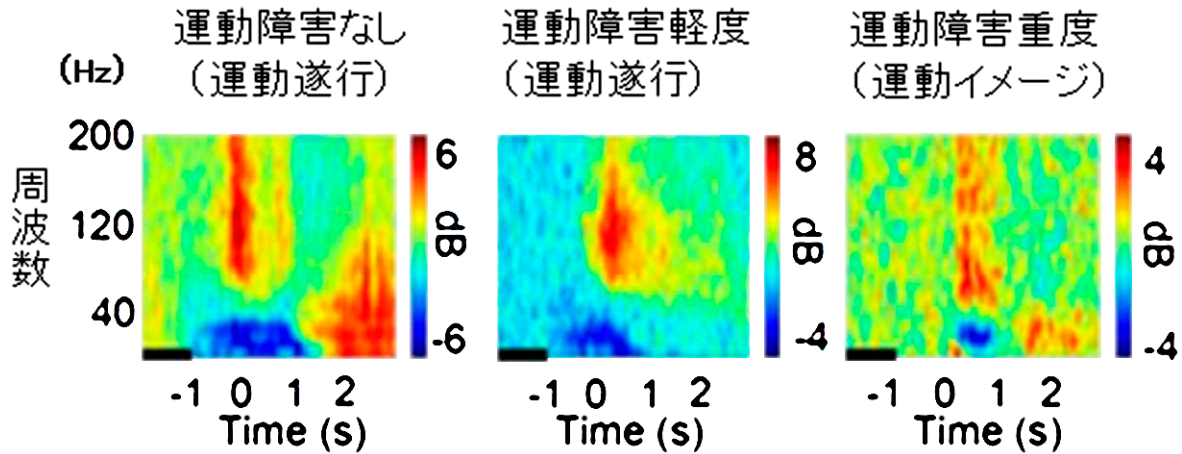 運動障害なし
(運動遂行)
運動障害軽度
(運動遂行)
運動障害重度
(運動イメージ)
(Hz)
周波数
200
120
40
6
dB
-6
8
dB
-4
4
dB
-4
-1 0 1 2
Time (s)
-1 0 1 2
Time (s)
-1 0 1 2
Time (s)